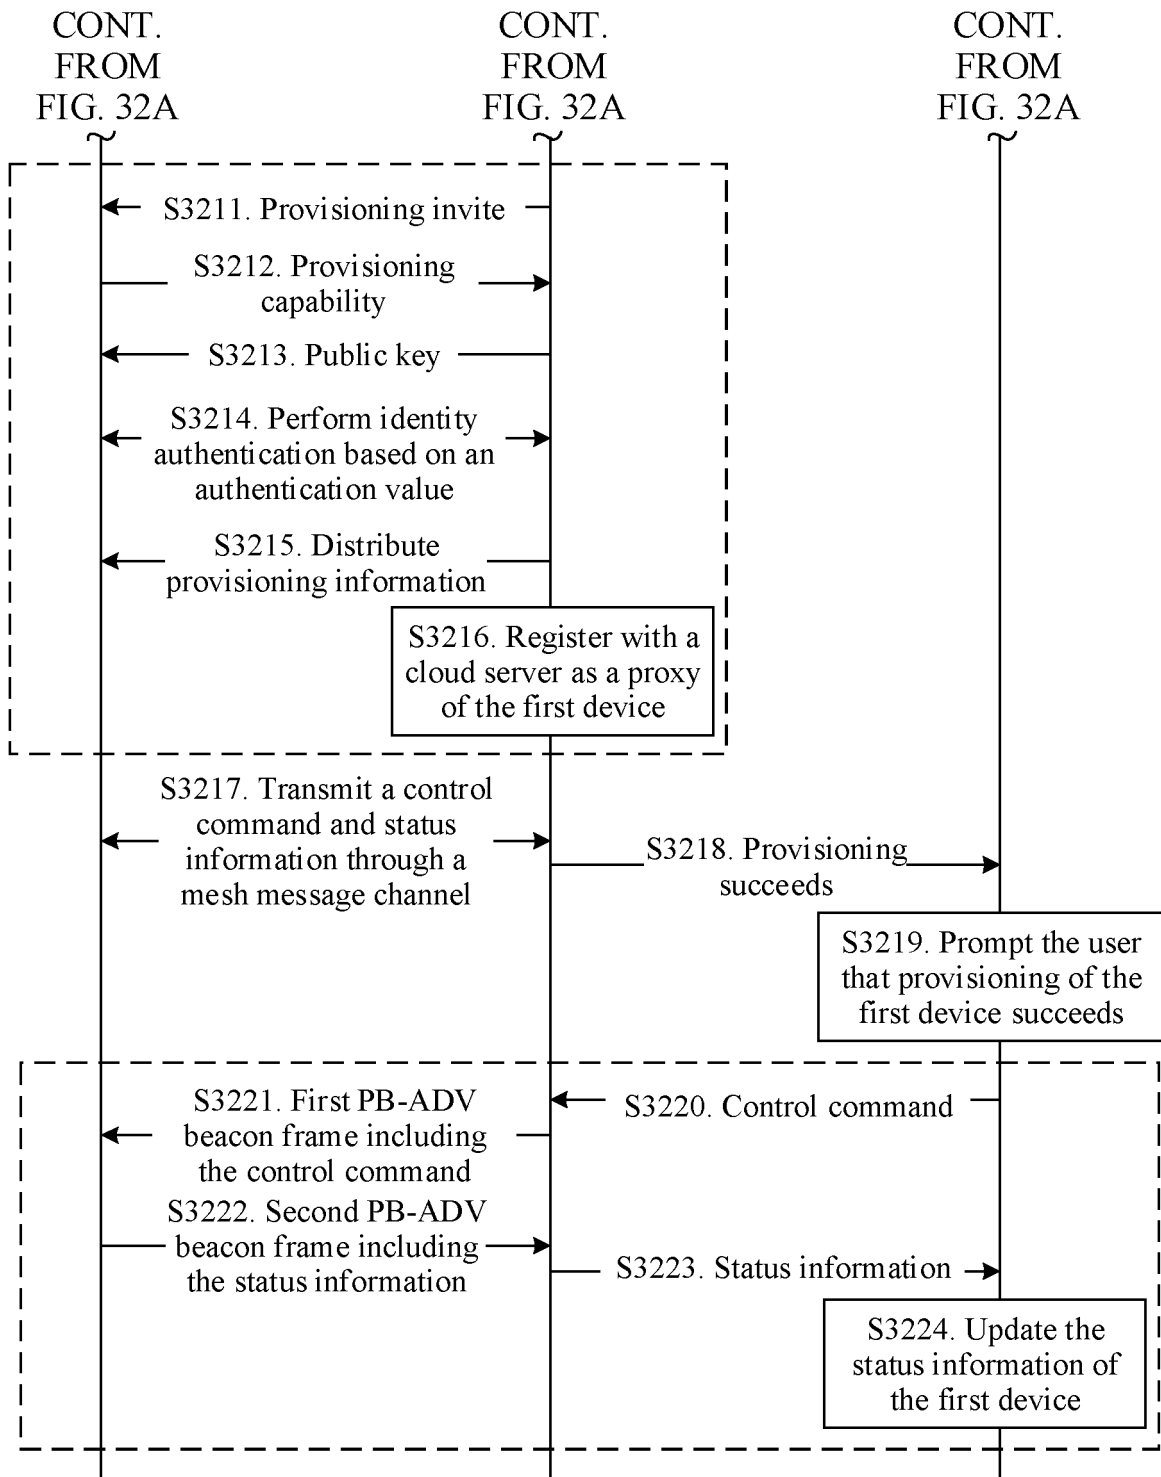 CONT.
FROM
FIG. 32A
CONT.
FROM
FIG. 32A
CONT.
FROM
FIG. 32A
S3211. Provisioning invite
S3212. Provisioning
capability
S3213. Public key
S3214. Perform identity
authentication based on an
authentication value
S3215. Distribute
provisioning information
S3216. Register with a
cloud server as a proxy
of the first device
S3217. Transmit a control
command and status
information through a
mesh message channel
S3218. Provisioning
succeeds
S3219. Prompt the user
that provisioning of the
first device succeeds
S3220. Control command
S3221. First PB-ADV
beacon frame including
the control command
S3222. Second PB-ADV
beacon frame including
the status information
S3223. Status information
S3224. Update the
status information of
the first device